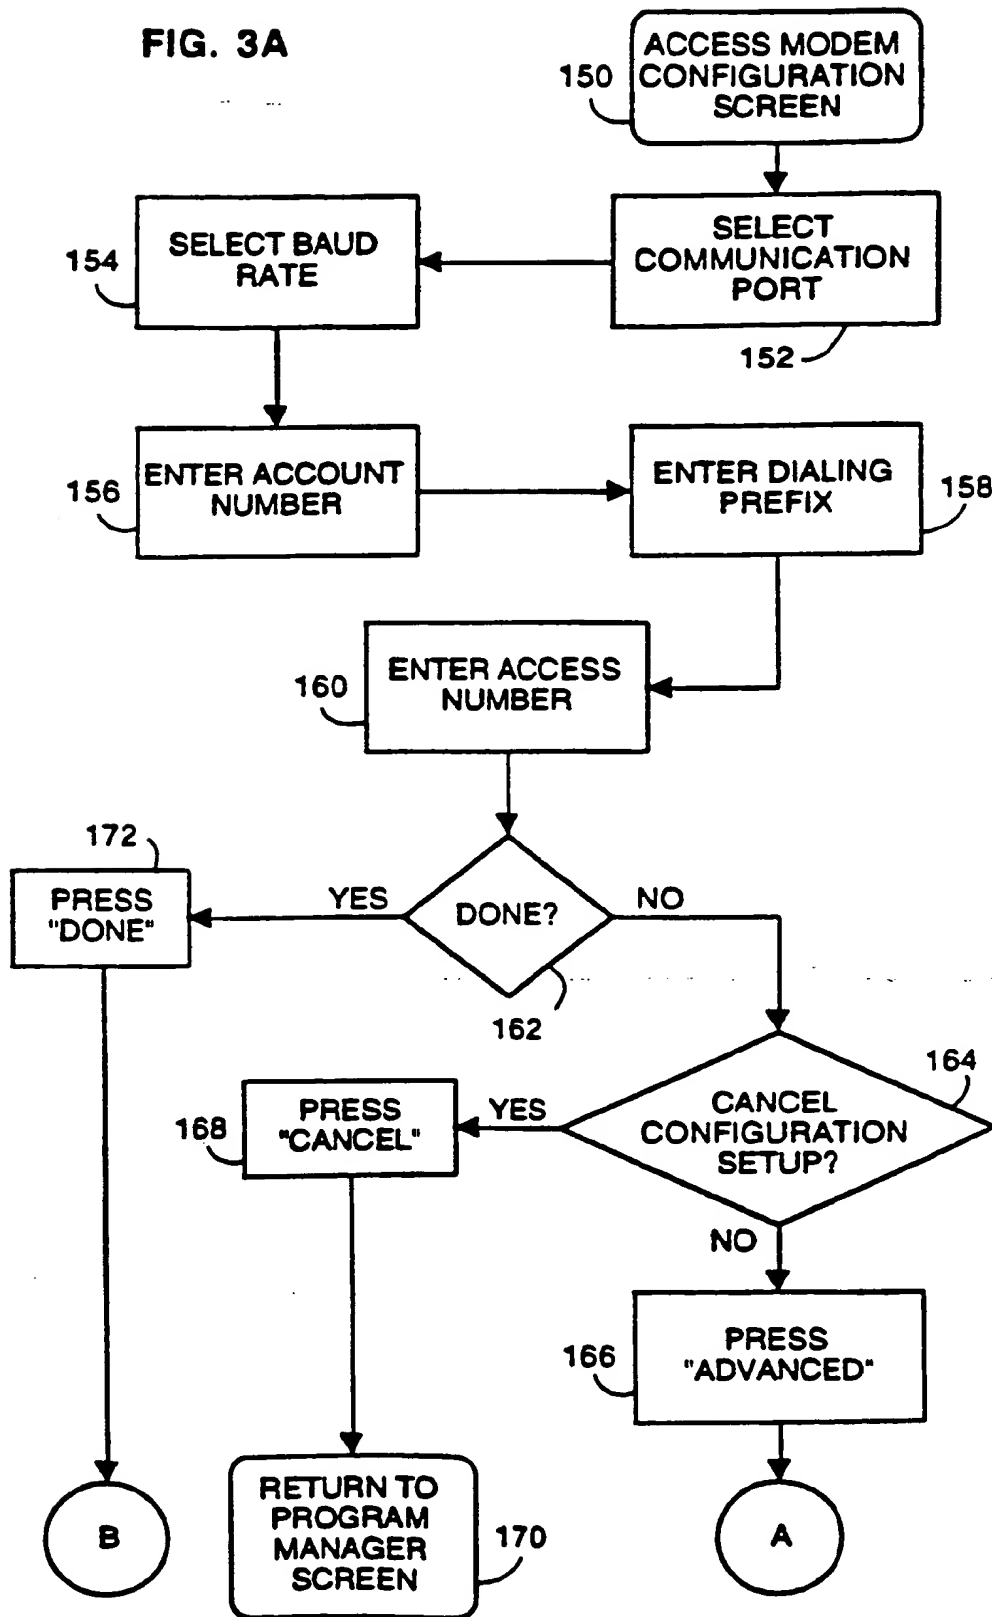 FIG. 3A
ACCESS MODEM
CONFIGURATION
SCREEN
150
SELECT
COMMUNICATION
PORT
152
SELECT BAUD
RATE
154
ENTER ACCOUNT
NUMBER
156
ENTER DIALING
PREFIX
158
ENTER ACCESS
NUMBER
160
DONE?
162
YES
NO
172
PRESS
"DONE"
CANCEL
CONFIGURATION
SETUP?
164
YES
NO
PRESS
"CANCEL"
168
PRESS
"ADVANCED"
166
B
RETURN TO
PROGRAM
MANAGER
SCREEN
170
A